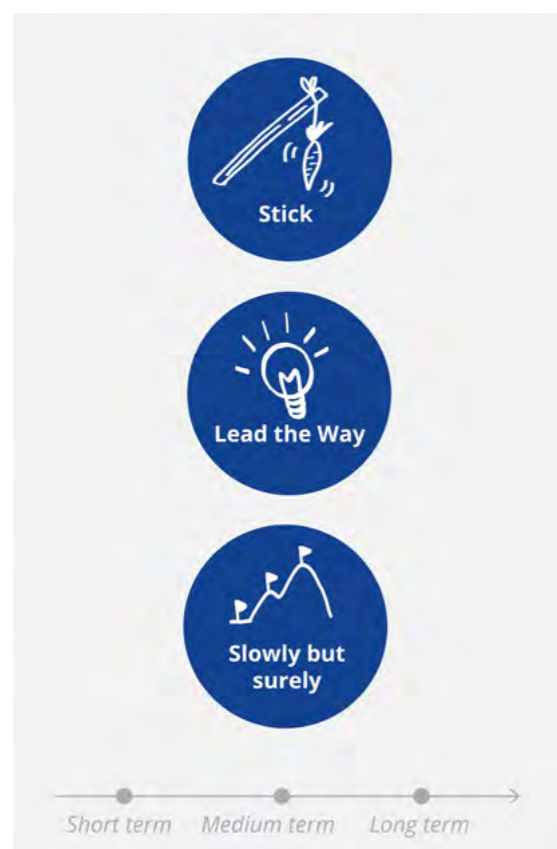 Stick
Lead the Way
Slowly but
surely
Short term Medium term Long term